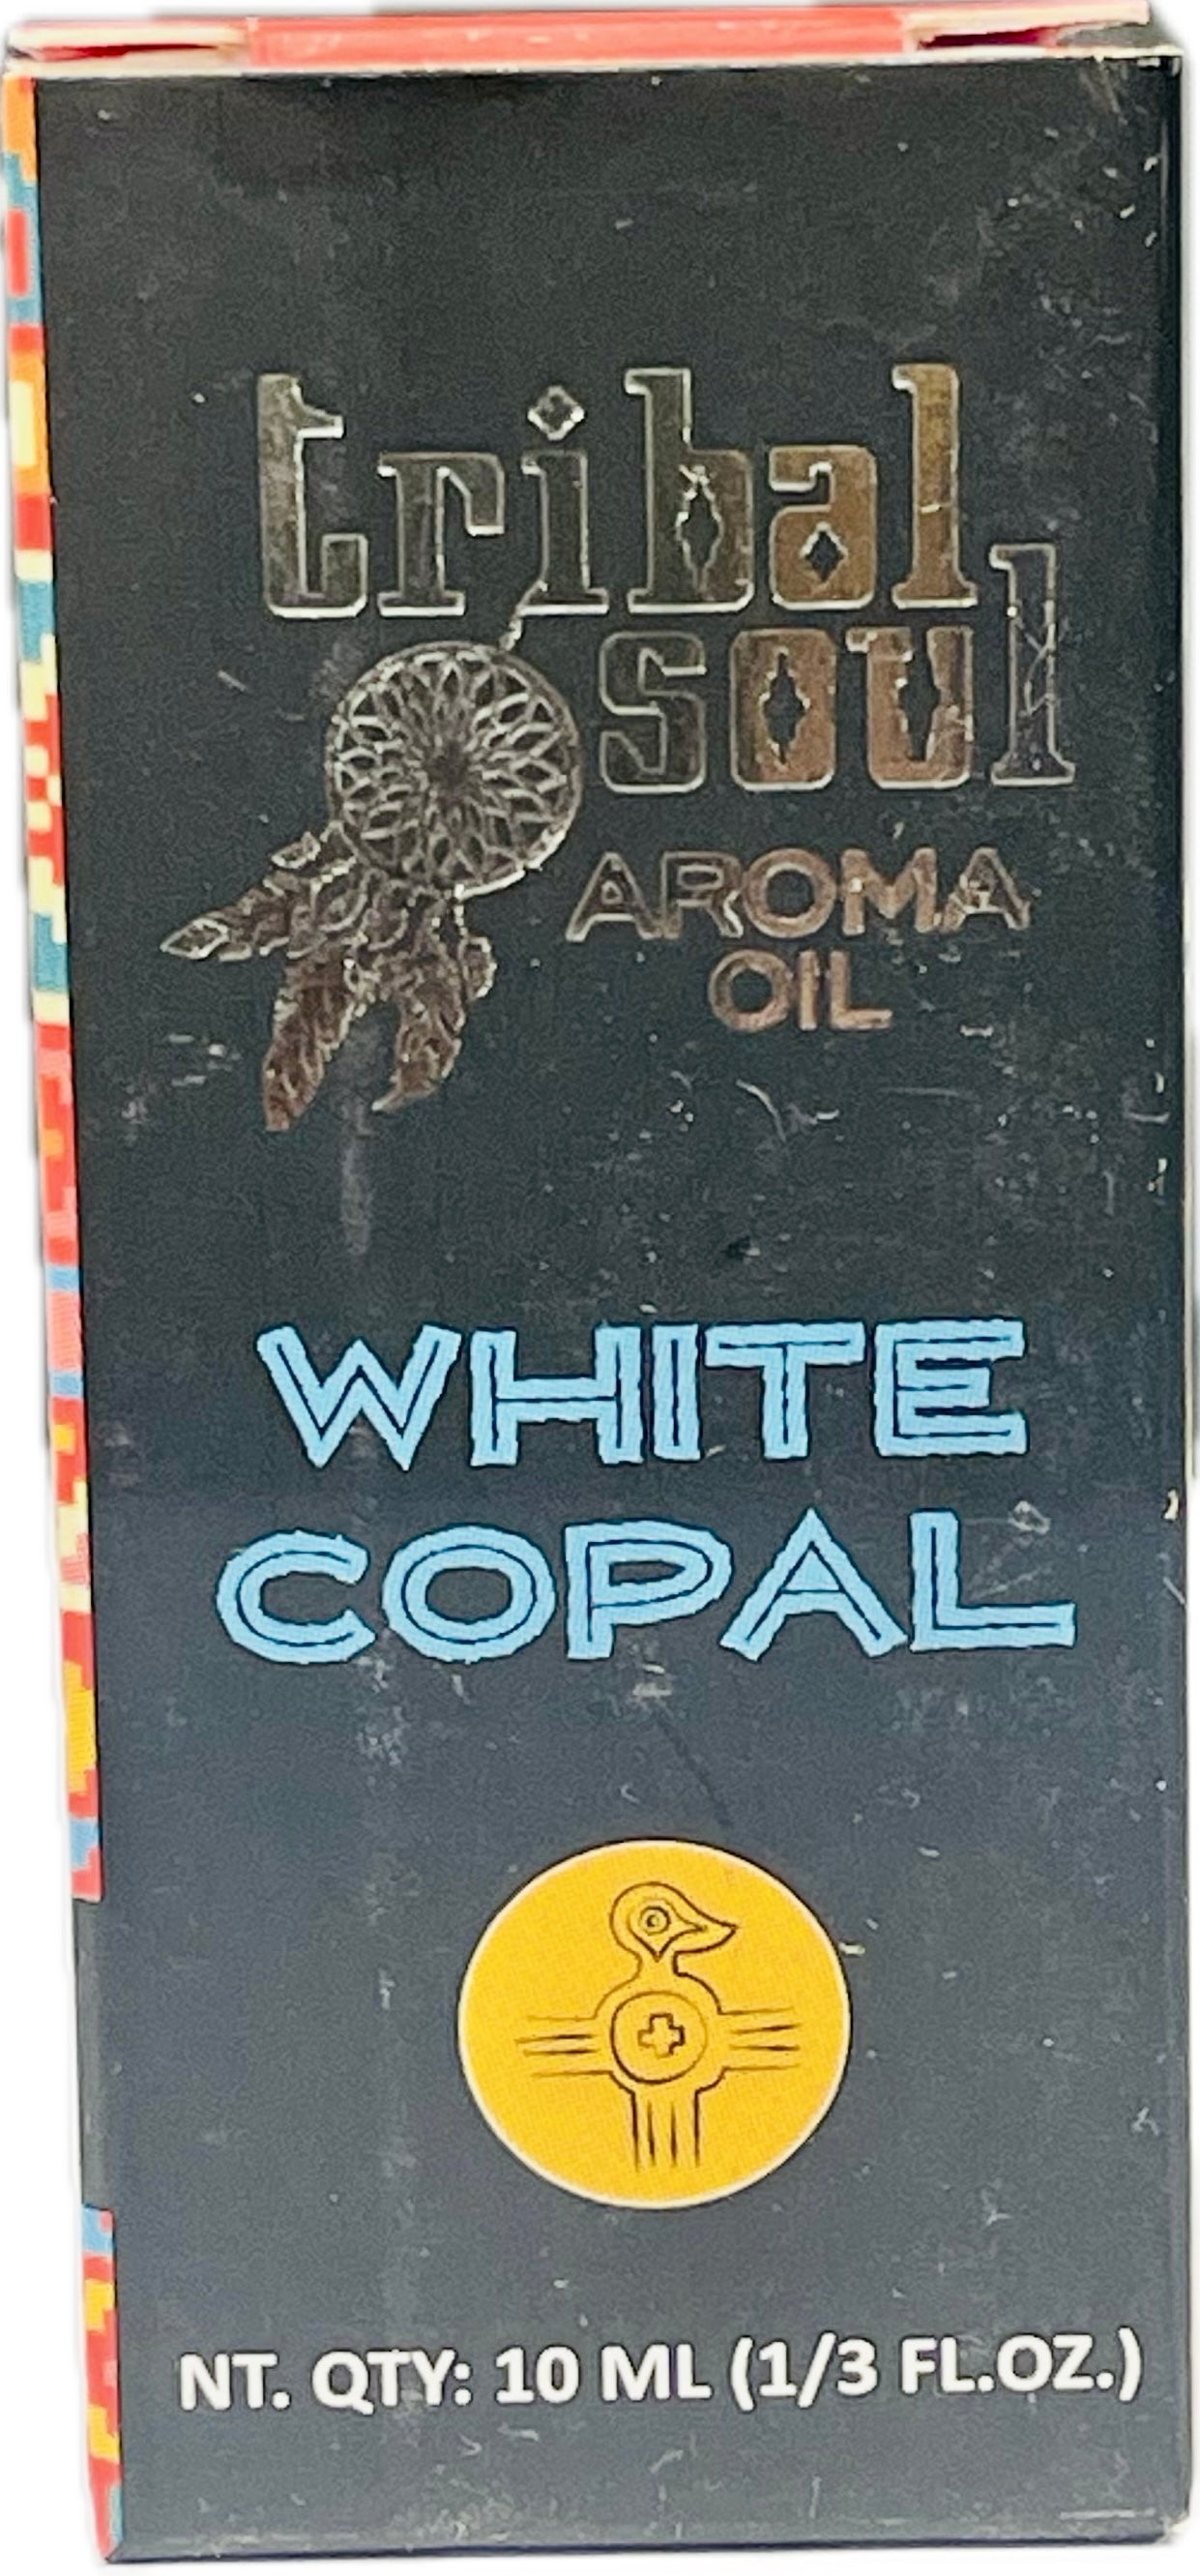 tribal
soul
AROMA
OIL
WHITE
COPAL
NT. QTY: 10 ML (1/3 FL.OZ.)